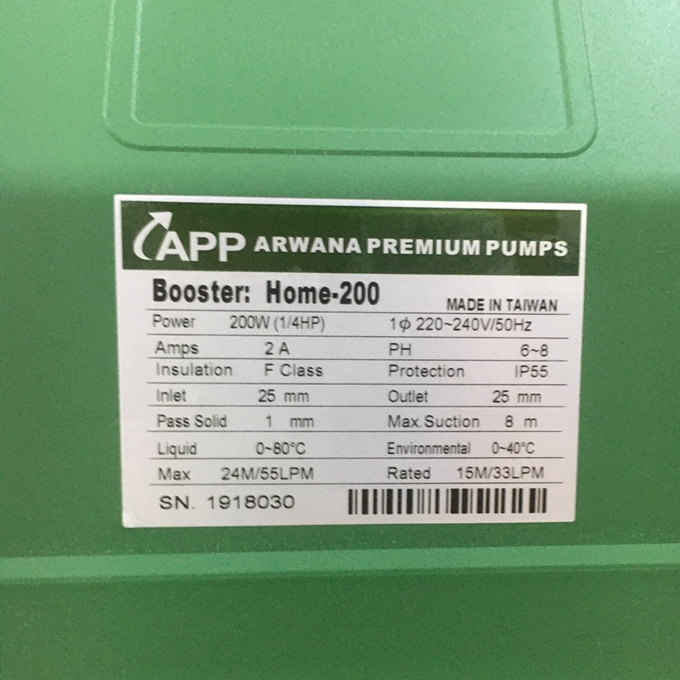 APP ARWANA PREMIUM PUMPS
Booster: Home-200
MADE IN TAIWAN
Power 200W (1/4HP) 1ϕ 220~240V/50Hz
Amps 2 A PH 6~8
Insulation F Class Protection IP55
Inlet 25 mm Outlet 25 mm
Pass Solid 1 mm Max.Suction 8 m
Liquid 0~80°C Environmental 0~40°C
Max 24M/55LPM Rated 15M/33LPM
SN. 1918030